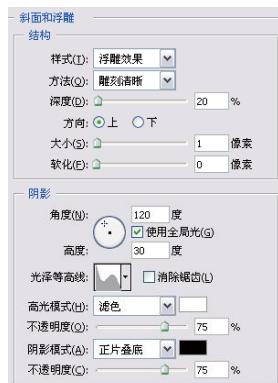 斜面和浮雕
结构
样式(T): 浮雕效果
方法(Q): 雕刻清晰
深度(D): 20 %
方向: 上 下
大小(S): 1 像素
软化(F): 0 像素
阴影
角度(N): 120 度
使用全局光(G)
高度: 30 度
光泽等高线: 消除锯齿(L)
高光模式(H): 滤色
不透明度(O): 75 %
阴影模式(A): 正片叠底
不透明度(C): 75 %